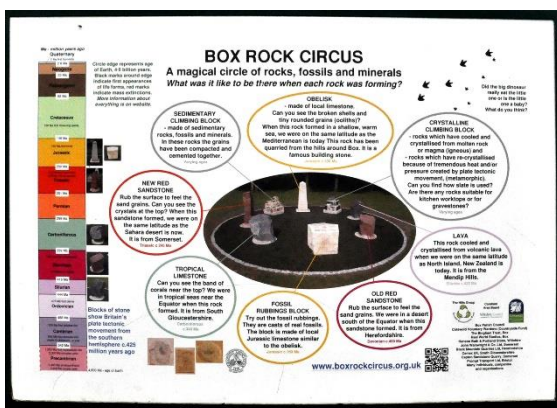 BOX ROCK CIRCUS
A magical circle of rocks, fossils and minerals
What was it like to be there when each rock was forming?
Ma - million years ago
Quaternary
Circle edge represents age
of Earth, 4.6 billion years.
Black marks around edge
indicate first appearances
of life forms, red marks
indicate mass extinctions.
More information about
everything is on website.
Cretaceous
Jurassic
Permian
Carboniferous
Silurian
Ordovician
Cambrian
Precambrian
SEDIMENTARY
CLIMBING BLOCK
- made of sedimentary
rocks, fossils and minerals.
In these rocks the grains
have been compacted and
cemented together.
Varying ages
OBELISK
- made of local limestone.
Can you see the broken shells and
tiny rounded grains (ooliths)?
When this rock formed in a shallow, warm
sea, we were on the same latitude as the
Mediterranean is today This rock has been
quarried from the hills around Box. It is a
famous building stone.
Did the big dinosaur
really eat the little
one or is the little
one a baby?
What do you think?
CRYSTALLINE
CLIMBING BLOCK
- rocks which have cooled and
crystallised from molten rock
or magma (igneous) and
- rocks which have re-crystallised
because of tremendous heat and/or
pressure created by plate tectonic
movement, (metamorphic).
Can you find how slate is used?
Are there any rocks suitable for
kitchen worktops or for
gravestones?
Varying ages
NEW RED
SANDSTONE
Rub the surface to feel the
sand grains. Can you see the
crystals at the top? When this
sandstone formed, we were on
the same latitude as the
Sahara desert is now.
It is from Somerset.
LAVA
This rock cooled and
crystallised from volcanic lava
when we were on the same latitude
as North Island, New Zealand is
today. It is from the
Mendip Hills.
TROPICAL
LIMESTONE
Can you see the band of
corals near the top? We were
in tropical seas near the
Equator when this rock
formed. It is from South
Gloucestershire.
FOSSIL
RUBBINGS BLOCK
Try out the fossil rubbings.
They are casts of real fossils.
The block is made of local
Jurassic limestone
similar to the
obelisk.
OLD RED
SANDSTONE
Rub the surface to feel the
sand grains. We were in a desert
south of the Equator when this
sandstone formed. It is from
Herefordshire.
Blocks of stone
show Britain's
plate tectonic
movement from
the southern
hemisphere c.425
million years ago
www.boxrockcircus.org.uk